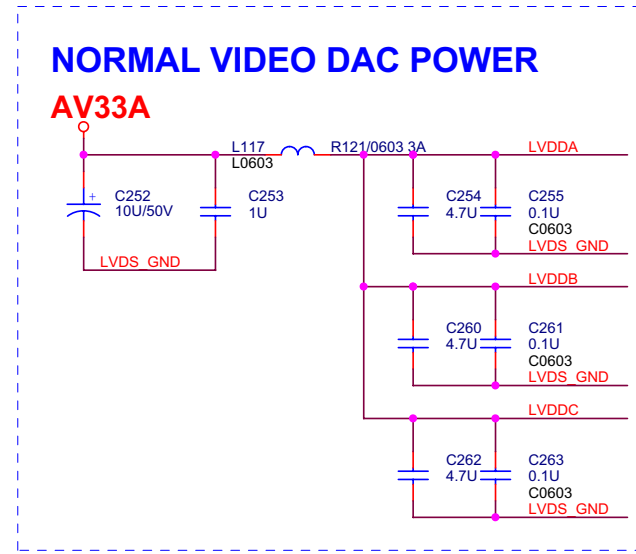 NORMAL VIDEO DAC POWER
AV33A
L117
R121/0603 3A
L0603
LVDDA
C252
10U/50V
C253
1U
LVDS_GND
C254
4.7U
C255
0.1U
C0603
LVDS_GND
LVDDB
C260
4.7U
C261
0.1U
C0603
LVDS_GND
LVDDC
C262
4.7U
C263
0.1U
C0603
LVDS_GND